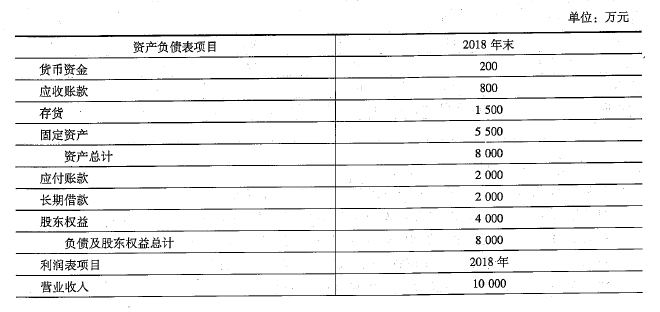 单位：万元
资产负债表项目 2018 年末
货币资金 200
应收账款 800
存货 1 500
固定资产 5 500
资产总计 8 000
应付账款 2 000
长期借款 2 000
股东权益 4 000
负债及股东权益总计 8 000
利润表项目 2018 年
营业收人 10 000